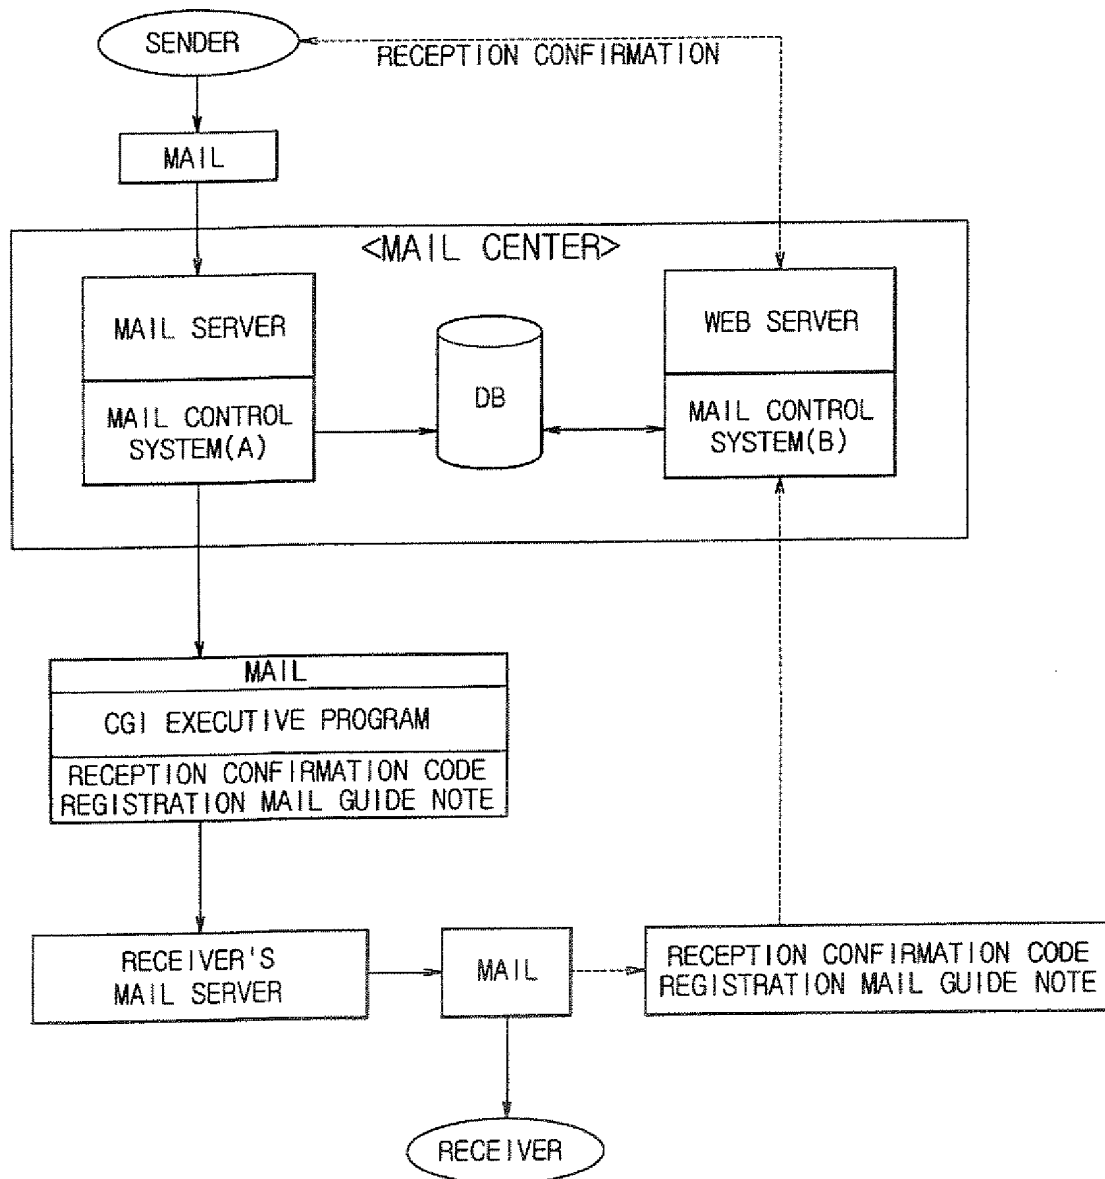 SENDER
RECEPTION CONFIRMATION
MAIL
<MAIL CENTER>
MAIL SERVER
MAIL CONTROL
SYSTEM(A)
DB
WEB SERVER
MAIL CONTROL
SYSTEM(B)
MAIL
CGI EXECUTIVE PROGRAM
RECEPTION CONFIRMATION CODE
REGISTRATION MAIL GUIDE NOTE
RECEIVER'S
MAIL SERVER
MAIL
RECEPTION CONFIRMATION CODE
REGISTRATION MAIL GUIDE NOTE
RECEIVER